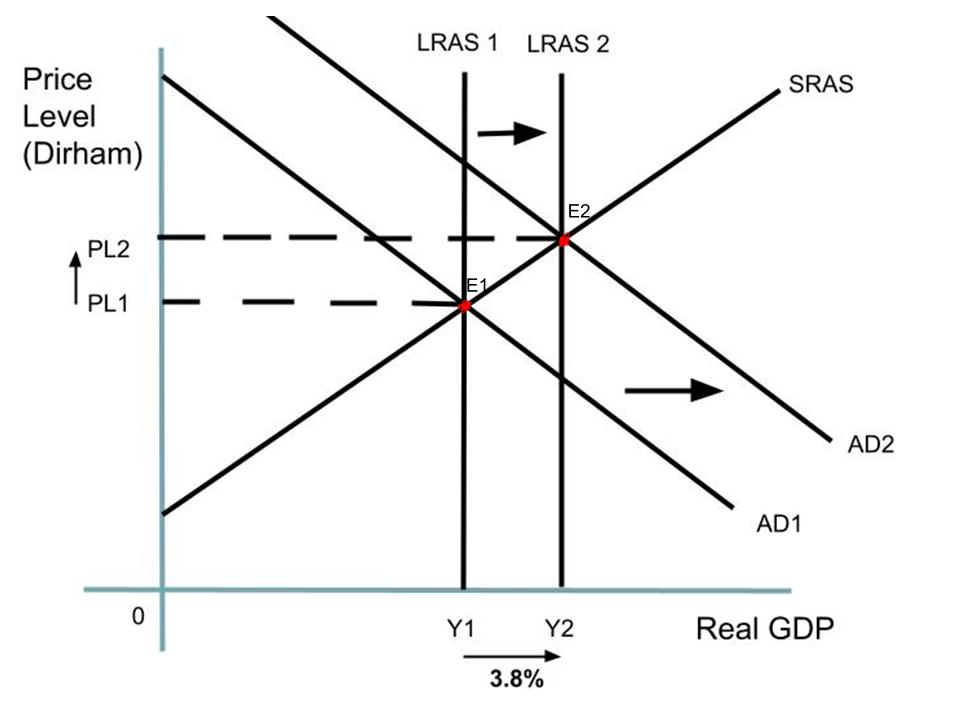 LRAS 1
LRAS 2
Price
Level
(Dirham)
SRAS
E2
PL2
E1
PL1
AD2
AD1
0
Y1
Y2
Real GDP
3.8%